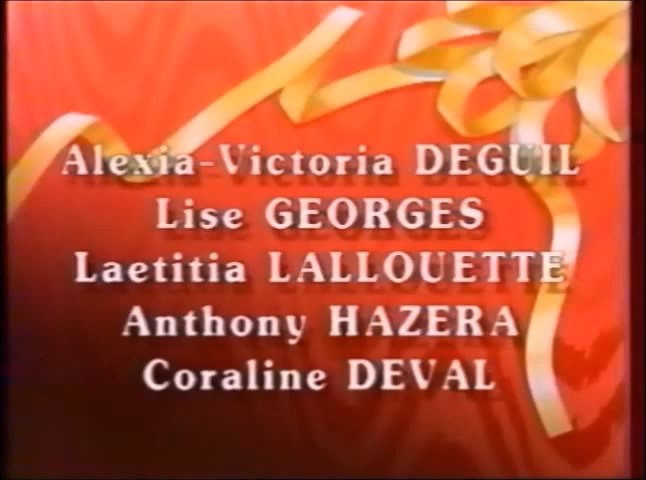 Alexia-Victoria DEGUIL
Lise GEORGES
Laetitia LALLOUETTE
Anthony HAZERA
Coraline DEVAL